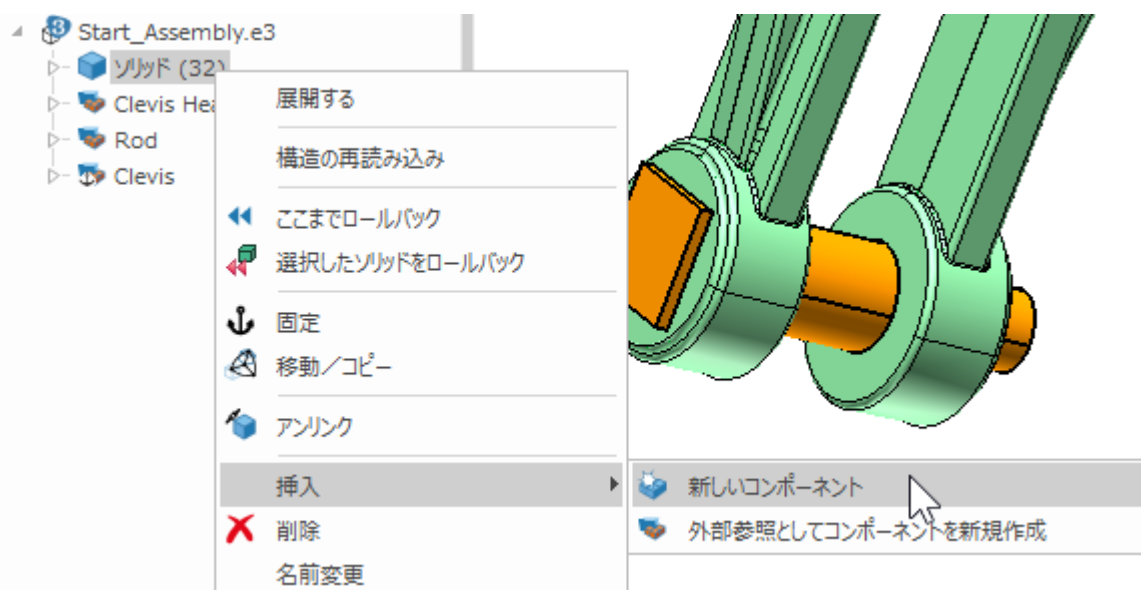 Start_Assembly.e3
ソリッド (32)
Clevis Hea
Rod
Clevis
展開する
構造の再読み込み
ここまでロールバック
選択したソリッドをロールバック
固定
移動／コピー
アンリンク
挿入
新しいコンポーネント
外部参照としてコンポーネントを新規作成
削除
名前変更